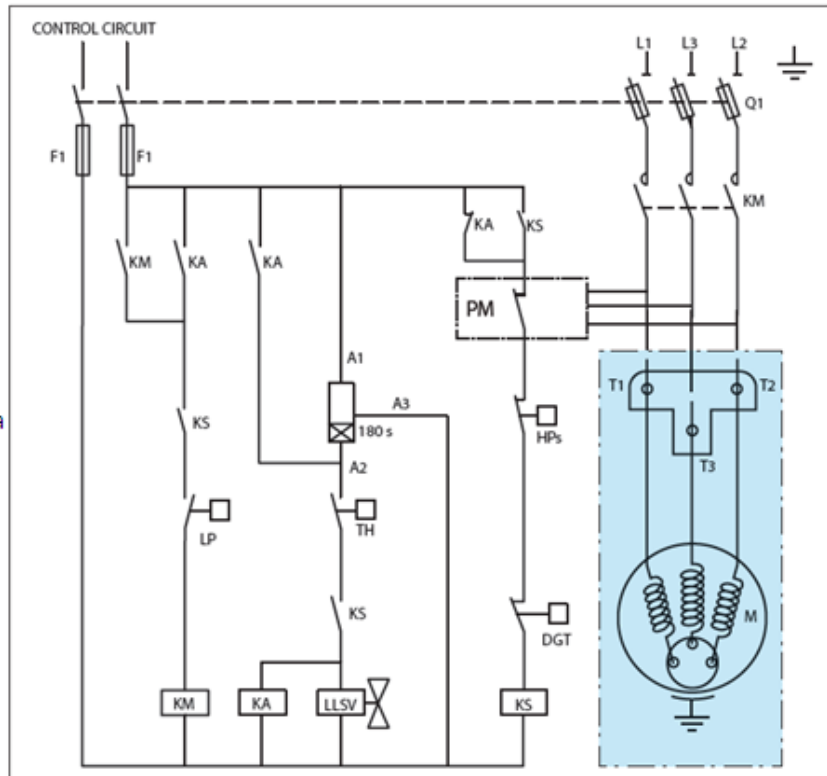 CONTROL CIRCUIT
L1 L3 L2
Q1
F1 F1
KA KS
KM
KM KA KA
PM
A1
T1 T2
A3
180 s
HPs
KS
A2
T3
LP TH
M
KS
DGT
KM KA LLSV KS
a